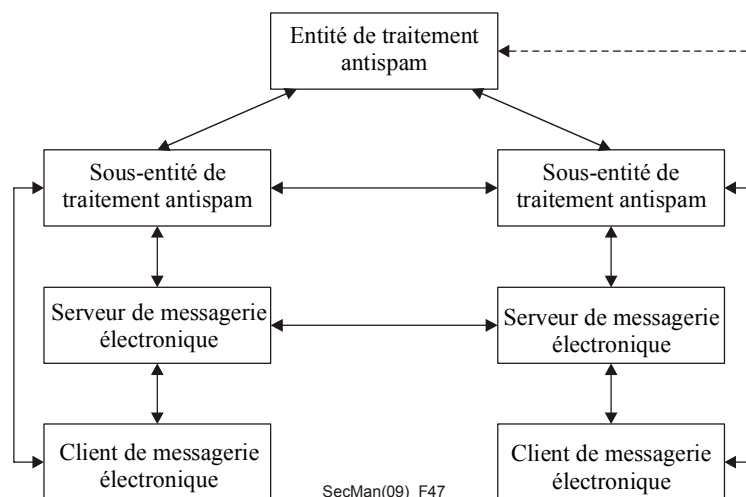 Entité de traitement
antispam
Sous-entité de
traitement antispam
Sous-entité de
traitement antispam
Serveur de messagerie
électronique
Serveur de messagerie
électronique
Client de messagerie
électronique
Client de messagerie
électronique
SecMan(09)_F47